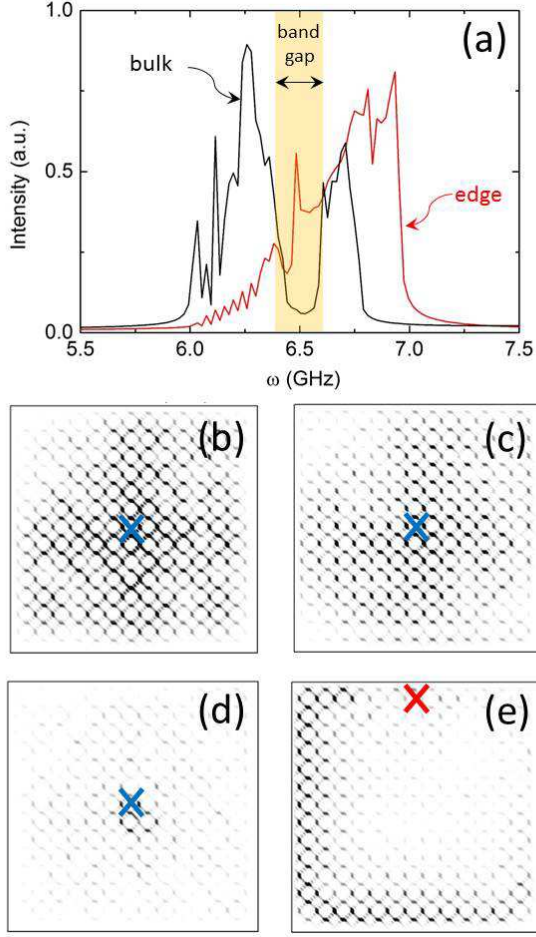 (a)
band
gap
bulk
edge
Intensity (a.u.)
1.0
0.5
0.0
5.5 6.0 6.5 7.0 7.5
ω (GHz)
(b)
(c)
(d)
(e)